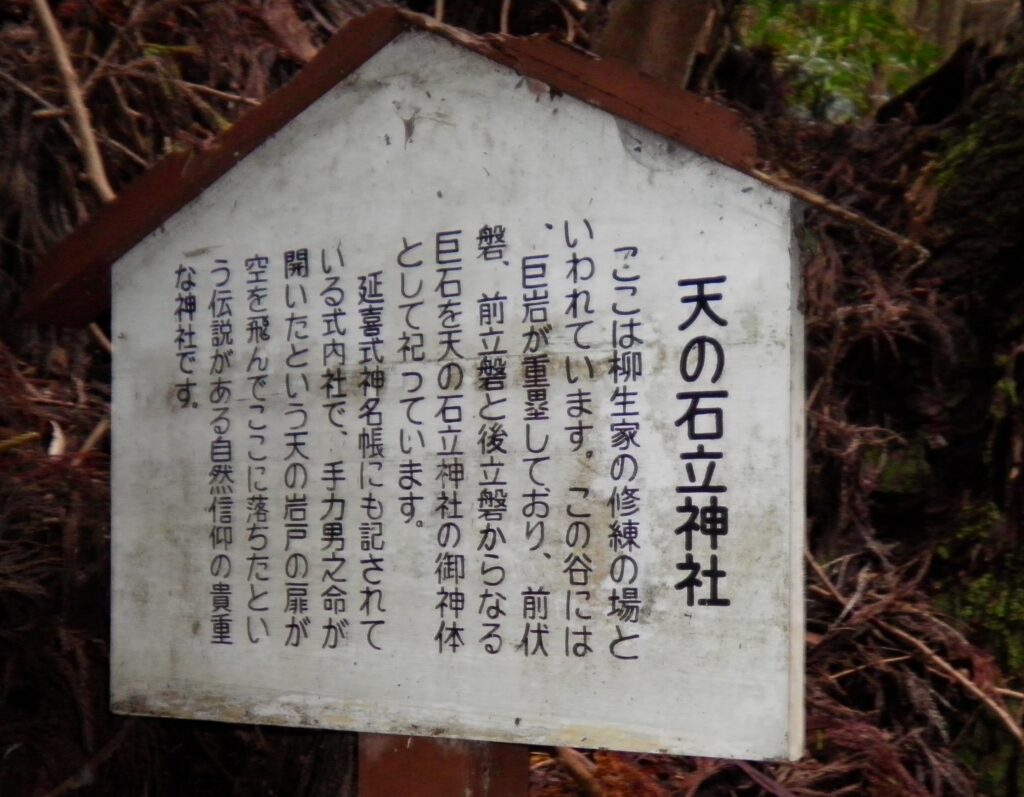 天の石立神社
ここは柳生家の修練の場と
いわれています。この谷には
、巨岩が重畳しており、前伏
磐、前立磐と後立磐からなる
巨石を天の石立神社の御神体
として祀っています。
延喜式神名帳にも記されて
いる式内社で、手力男之命が
開いたという天の岩戸の扉が
空を飛んでここに落ちたとい
う伝説がある自然信仰の貴重
な神社です。